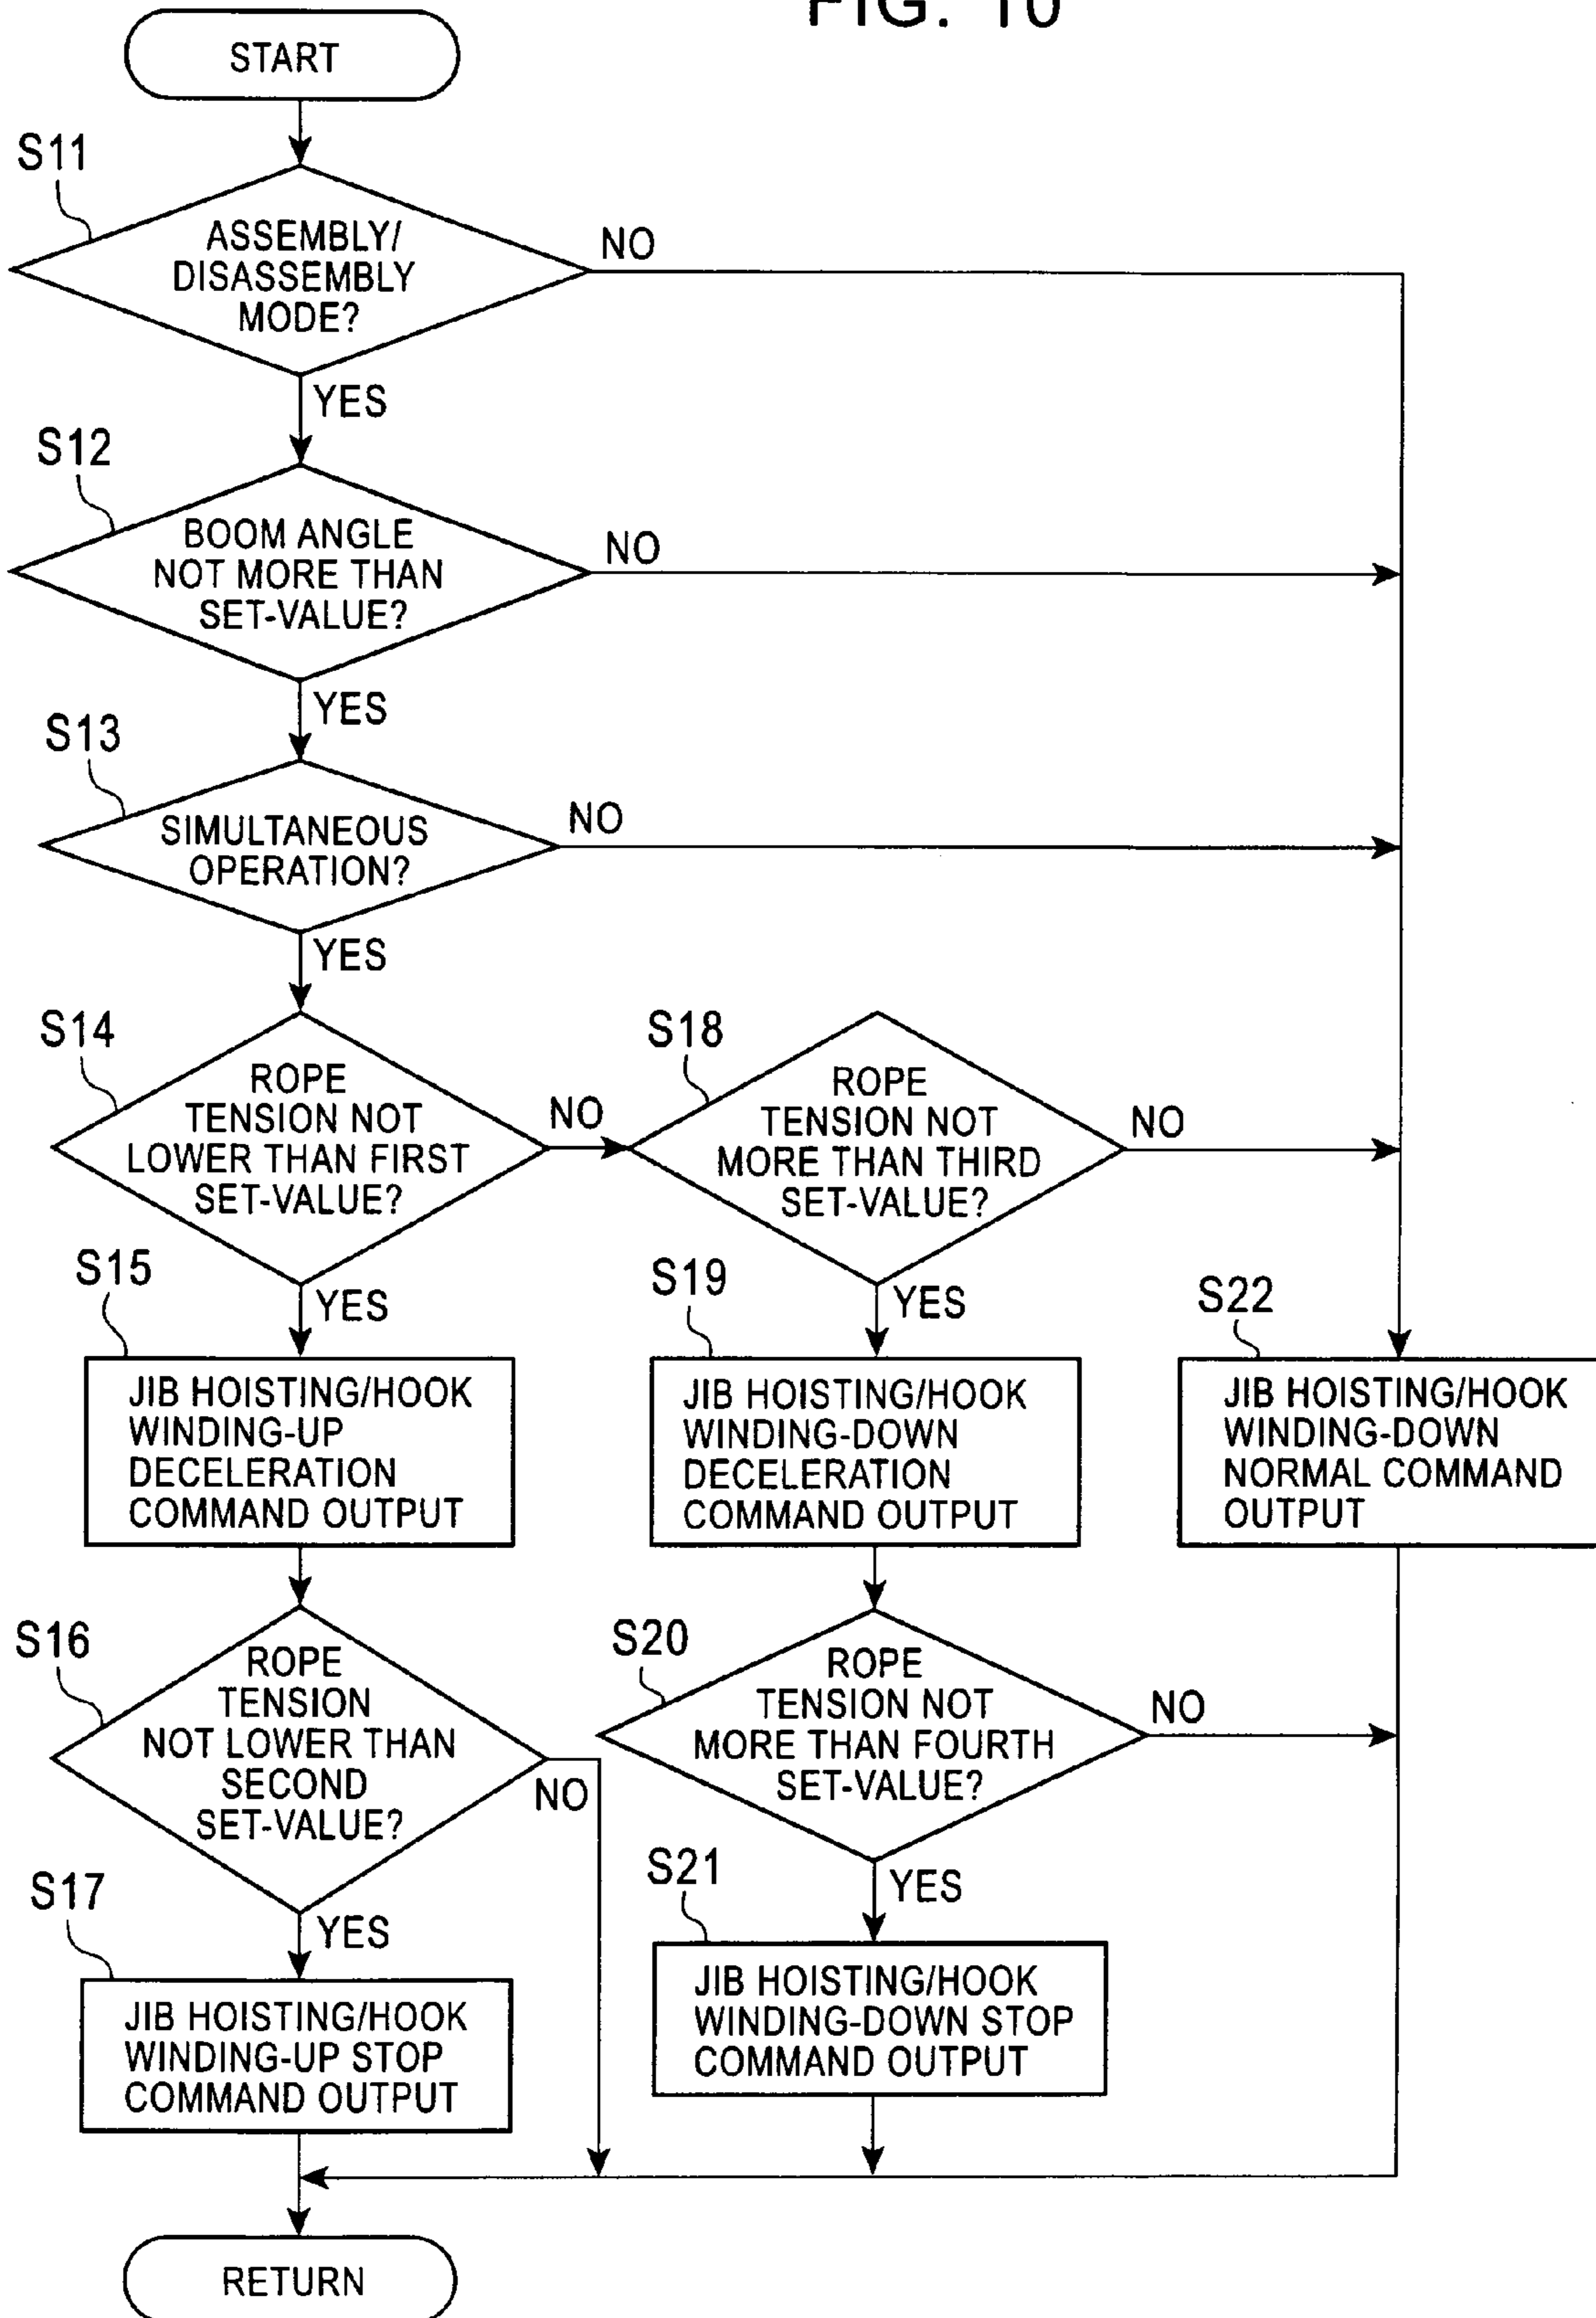 FIG. 10
START
S11
ASSEMBLY/
DISASSEMBLY
MODE?
NO
YES
S12
BOOM ANGLE
NOT MORE THAN
SET-VALUE?
NO
YES
S13
SIMULTANEOUS
OPERATION?
NO
YES
S14
ROPE
TENSION NOT
LOWER THAN FIRST
SET-VALUE?
NO
YES
S18
ROPE
TENSION NOT
MORE THAN THIRD
SET-VALUE?
NO
YES
S15
JIB HOISTING/HOOK
WINDING-UP
DECELERATION
COMMAND OUTPUT
S19
JIB HOISTING/HOOK
WINDING-DOWN
DECELERATION
COMMAND OUTPUT
S22
JIB HOISTING/HOOK
WINDING-DOWN
NORMAL COMMAND
OUTPUT
S16
ROPE
TENSION
NOT LOWER THAN
SECOND
SET-VALUE?
NO
YES
S20
ROPE
TENSION NOT
MORE THAN FOURTH
SET-VALUE?
NO
YES
S17
JIB HOISTING/HOOK
WINDING-UP STOP
COMMAND OUTPUT
S21
JIB HOISTING/HOOK
WINDING-DOWN STOP
COMMAND OUTPUT
RETURN